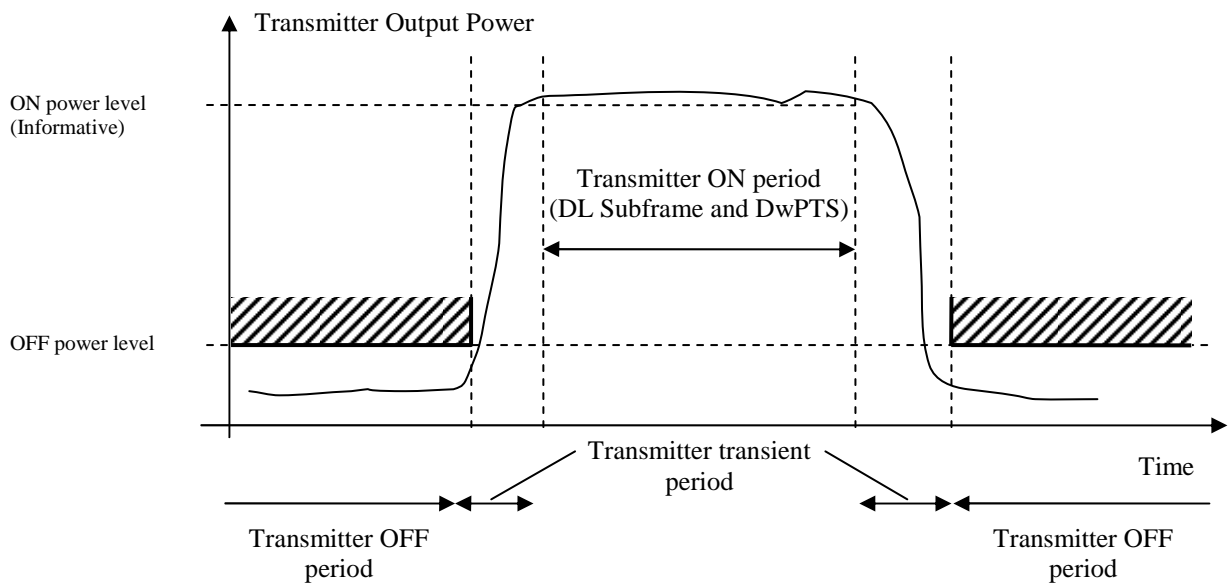 Transmitter Output Power
ON power level
(Informative)
Transmitter ON period
(DL Subframe and DwPTS)
OFF power level
Transmitter transient
period
Time
Transmitter OFF
period
Transmitter OFF
period